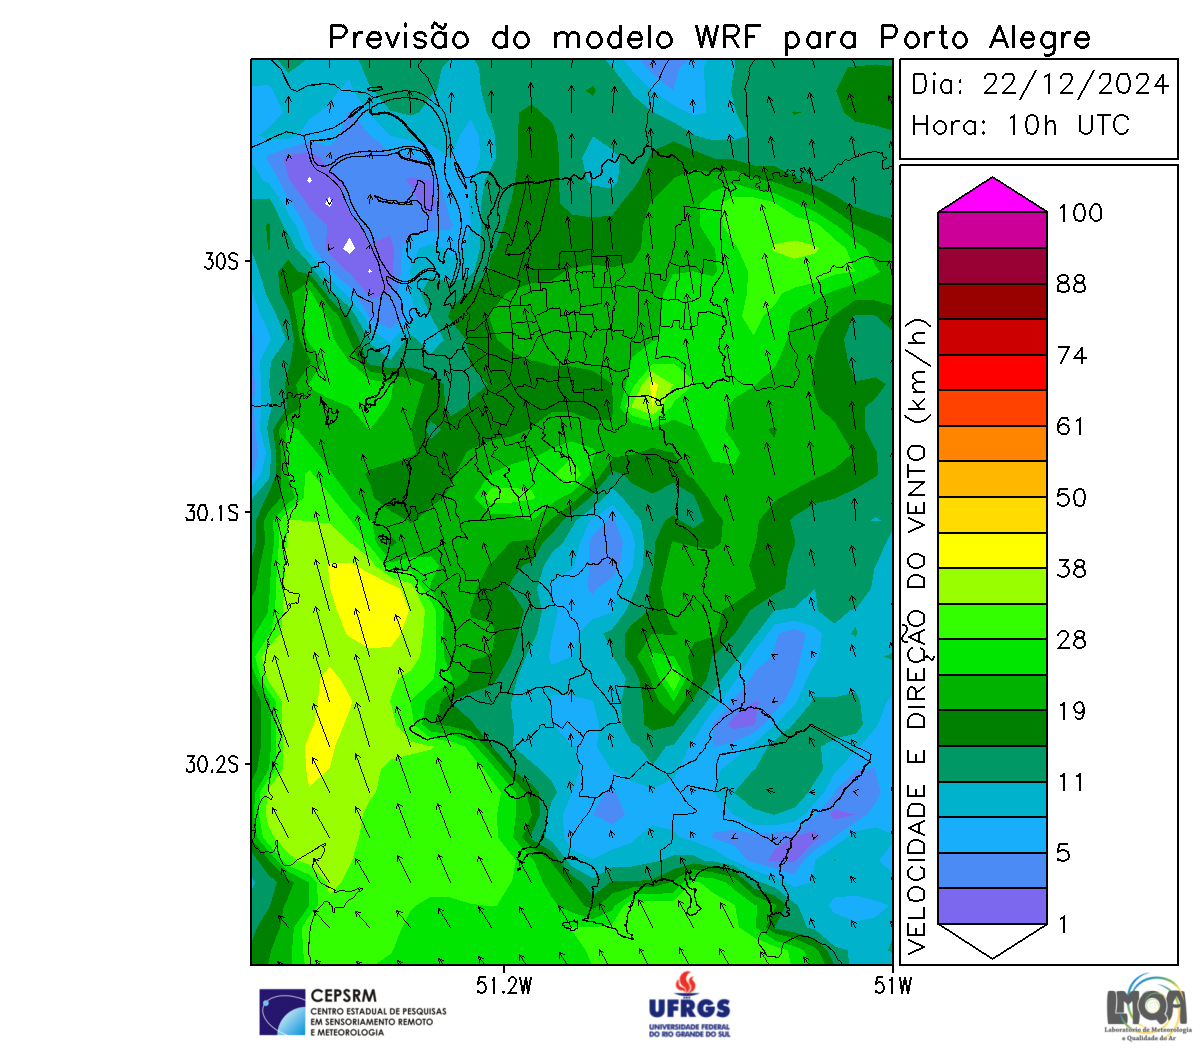 Previsão do modelo WRF para Porto Alegre
Dia: 22/12/2024
Hora: 10h UTC
30S
30.1S
30.2S
51.2W
51W
VELOCIDADE E DIREÇÃO DO VENTO (km/h)
100
88
74
61
50
38
28
19
11
5
1
CEPSRM
CENTRO ESTADUAL DE PESQUISAS
EM SENSORIAMENTO REMOTO
E METEOROLOGIA
UFRGS
UNIVERSIDADE FEDERAL
DO RIO GRANDE DO SUL
LMQA
Laboratório de Meteorologia
e Qualidade do Ar